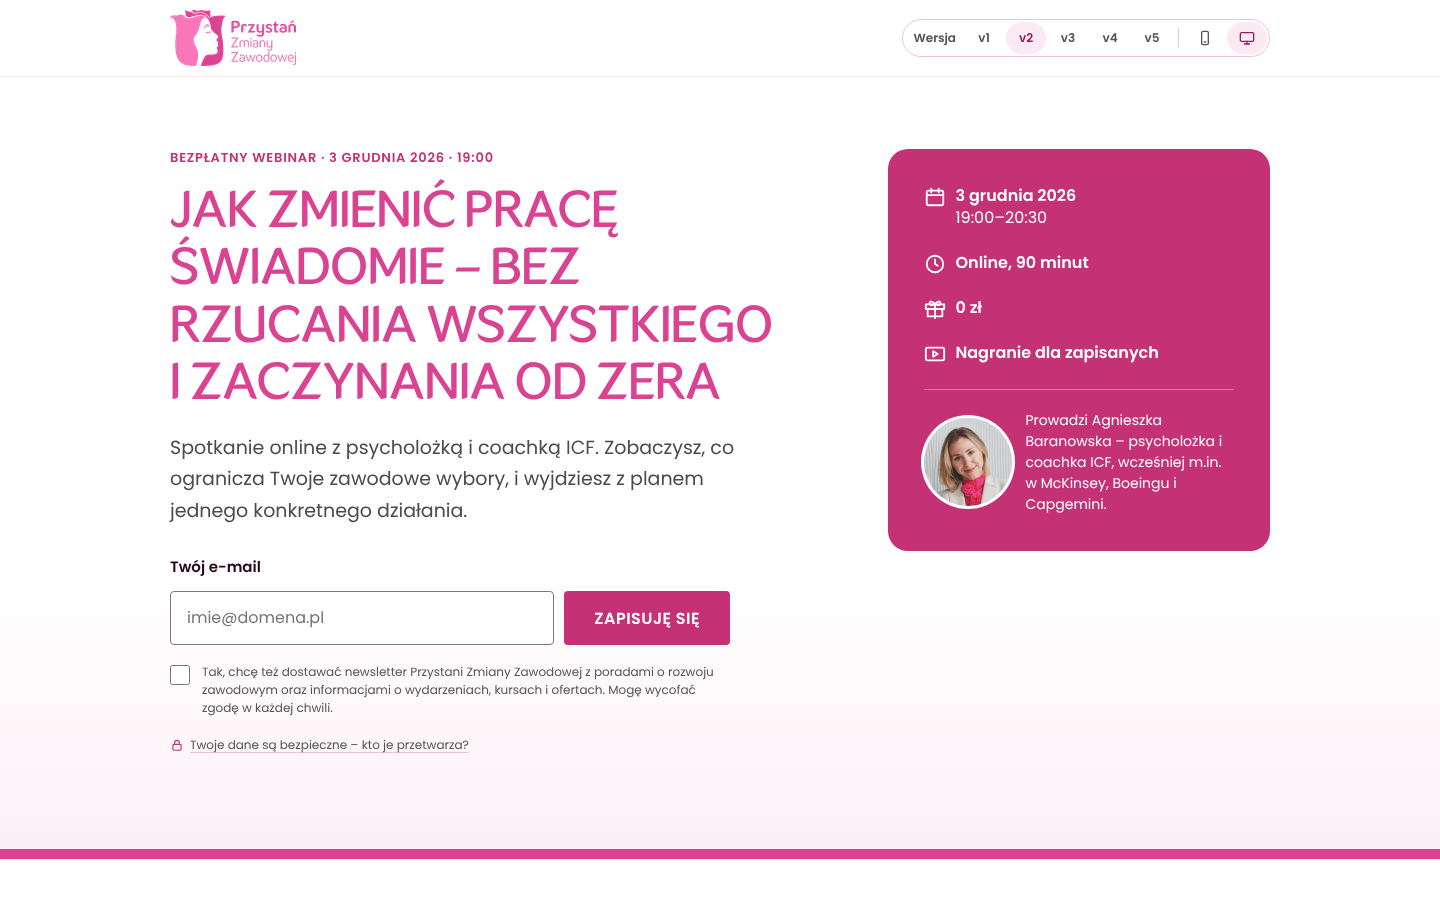 Przystań
Zmiany
Zawodowej
Wersja v1 v2 v3 v4 v5
BEZPŁATNY WEBINAR · 3 GRUDNIA 2026 · 19:00
JAK ZMIENIĆ PRACĘ
ŚWIADOMIE – BEZ
RZUCANIA WSZYSTKIEGO
I ZACZYNANIA OD ZERA
Spotkanie online z psycholożką i coachką ICF. Zobaczysz, co
ogranicza Twoje zawodowe wybory, i wyjdziesz z planem
jednego konkretnego działania.
Twój e-mail
imie@domena.pl
ZAPISUJĘ SIĘ
Tak, chcę też dostawać newsletter Przystani Zmiany Zawodowej z poradami o rozwoju
zawodowym oraz informacjami o wydarzeniach, kursach i ofertach. Mogę wycofać
zgodę w każdej chwili.
Twoje dane są bezpieczne – kto je przetwarza?
3 grudnia 2026
19:00–20:30
Online, 90 minut
0 zł
Nagranie dla zapisanych
Prowadzi Agnieszka
Baranowska – psycholożka i
coachka ICF, wcześniej m.in.
w McKinsey, Boeingu i
Capgemini.